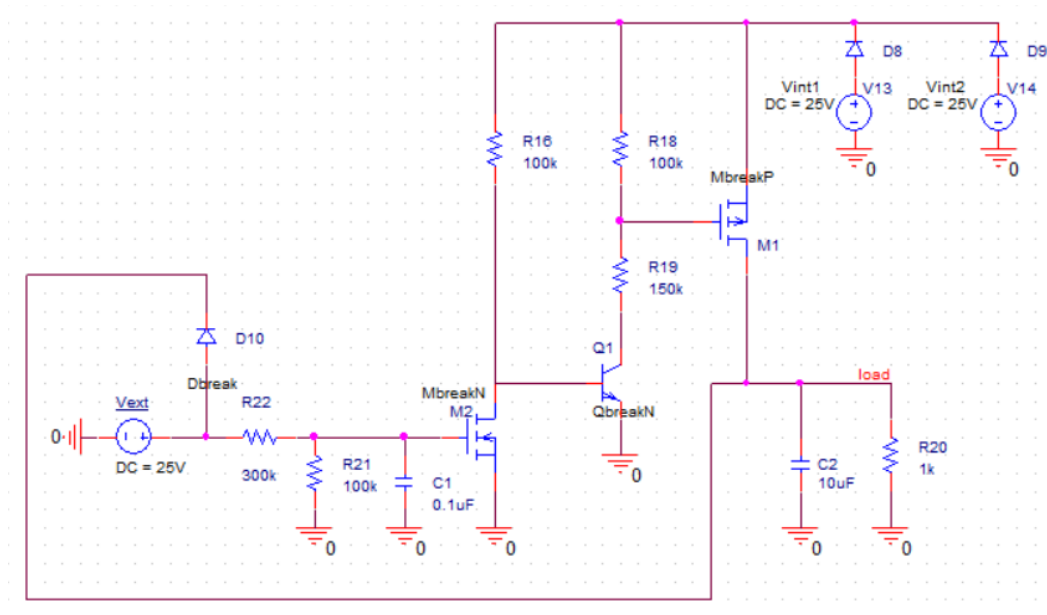 D8
D9
Vint1
V13
DC = 25V
Vint2
V14
DC = 25V
0
0
R16
100k
R18
100k
MbreakP
M1
R19
150k
Q1
QbreakN
0
D10
Dbreak
Vext
0
DC = 25V
R22
300k
MbreakN
M2
R21
100k
C1
0.1uF
0
0
0
load
C2
10uF
R20
1k
0
0